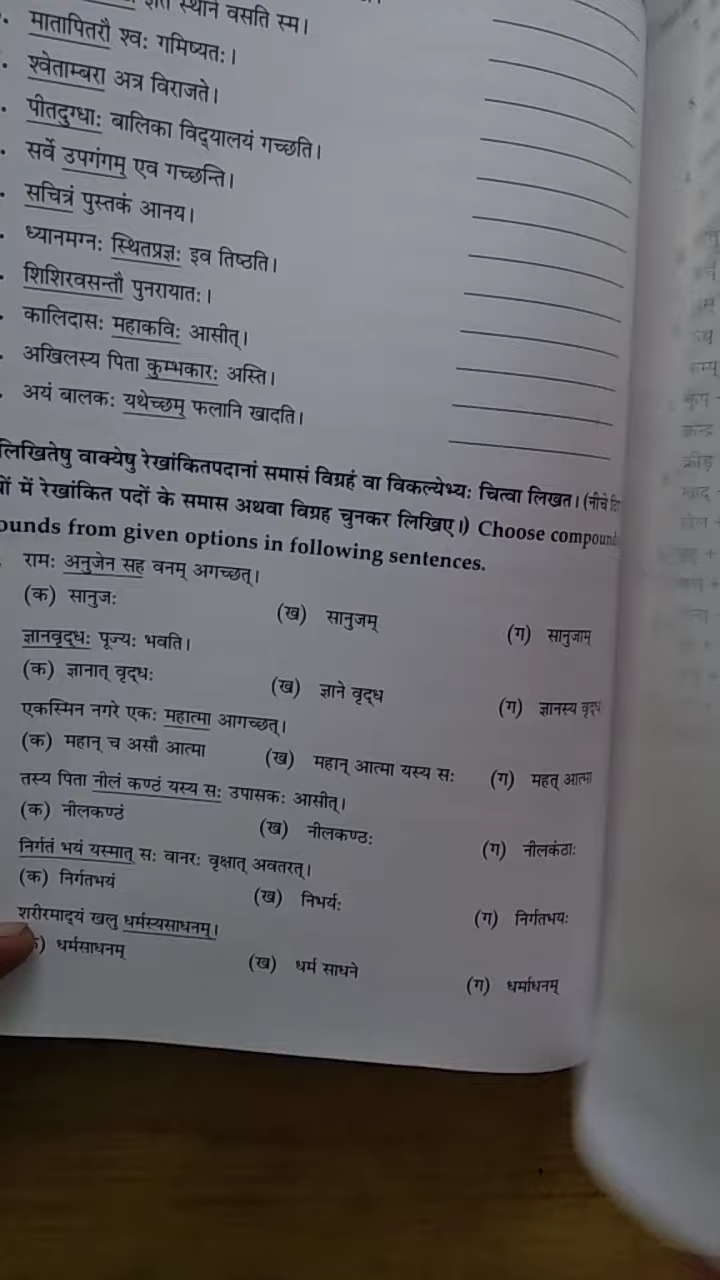 स्थाने वसति स्म।
मातापितरौ श्वः गमिष्यतः।
श्वेताम्बरा अत्र विराजते।
पीतदुग्धाः बालिका विद्यालयं गच्छति।
सर्वे उपगंगम् एव गच्छन्ति।
सचित्रं पुस्तकं आनय।
ध्यानमग्नः स्थितप्रज्ञः इव तिष्ठति।
शिशिरवसन्तौ पुनरायातः।
कालिदासः महाकविः आसीत्।
अखिलस्य पिता कुम्भकारः अस्ति।
अयं बालकः यथेच्छम् फलानि खादति।
लिखितेषु वाक्येषु रेखांकितपदानां समासं विग्रहं वा विकल्येभ्यः चित्वा लिखत। (नीचे
में रेखांकित पदों के समास अथवा विग्रह चुनकर लिखिए।) Choose
ounds from given options in following sentences.
रामः अनुजेन सह वनम् अगच्छत्।
(क) सानुजः (ख) सानुजम् (ग) सानुजाम्
ज्ञानवृद्धः पूज्यः भवति।
(क) ज्ञानात् वृद्धः (ख) ज्ञाने वृद्ध (ग) ज्ञानस्य वृद्ध
एकस्मिन नगरे एकः महात्मा आगच्छत्।
(क) महान् च असौ आत्मा (ख) महान् आत्मा यस्य सः (ग) महत् आत्मा
तस्य पिता नीलं कण्ठं यस्य सः उपासकः आसीत्।
(क) नीलकण्ठं (ख) नीलकण्ठः (ग) नीलकंठाः
निर्गतं भयं यस्मात् सः वानरः वृक्षात् अवतरत्।
(क) निर्गतभयं (ख) निभर्यः (ग) निर्गतभयः
शरीरमाद्यं खलु धर्मस्यसाधनम्।
) धर्मसाधनम् (ख) धर्म साधने (ग) धर्माधनम्